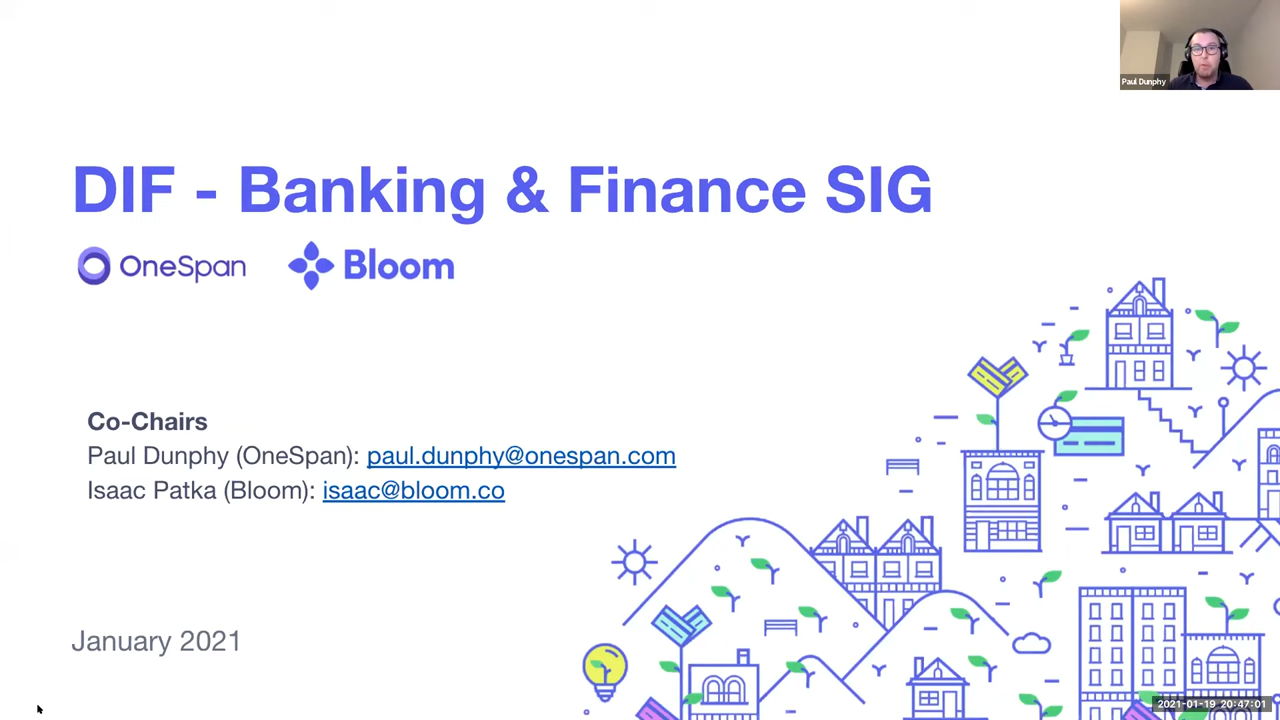 Paul Dunphy
DIF - Banking & Finance SIG
OneSpan
Bloom
Co-Chairs
Paul Dunphy (OneSpan): paul.dunphy@onespan.com
Isaac Patka (Bloom): isaac@bloom.co
January 2021
2021-01-19 20:47:01